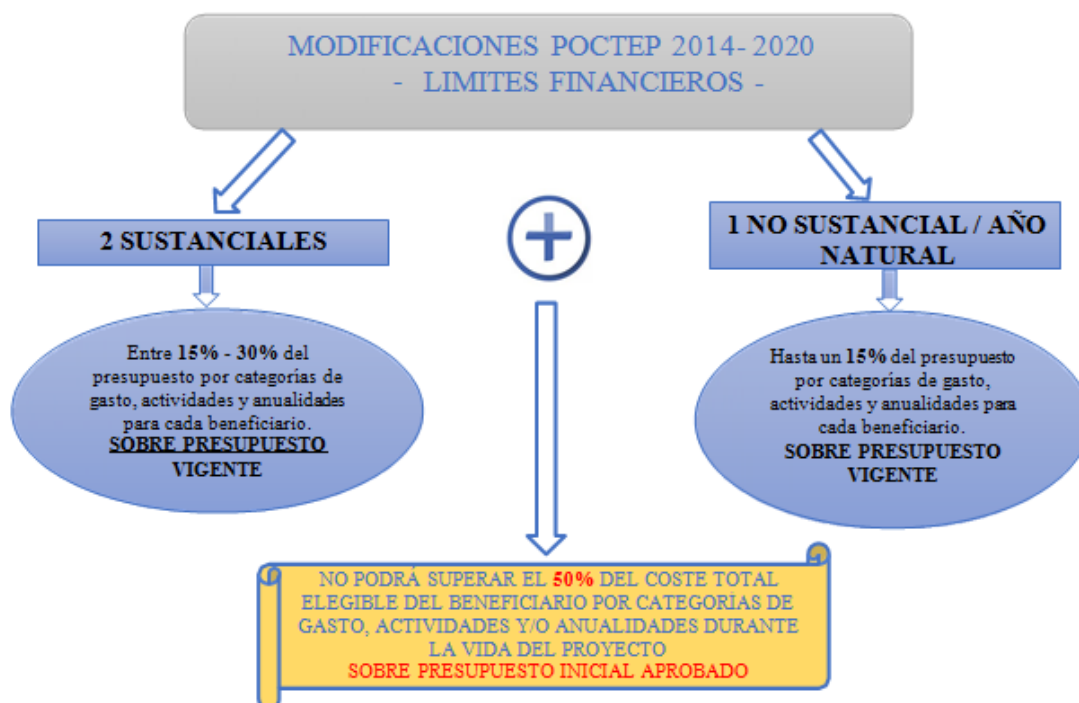 MODIFICACIONES POCTEP 2014- 2020
- LIMITES FINANCIEROS -
2 SUSTANCIALES
1 NO SUSTANCIAL / AÑO
NATURAL
Entre 15% - 30% del
presupuesto por categorías de
gasto, actividades y anualidades
para cada beneficiario.
SOBRE PRESUPUESTO
VIGENTE
Hasta un 15% del presupuesto
por categorías de gasto,
actividades y anualidades para
cada beneficiario.
SOBRE PRESUPUESTO
VIGENTE
NO PODRÁ SUPERAR EL 50% DEL COSTE TOTAL
ELEGIBLE DEL BENEFICIARIO POR CATEGORÍAS DE
GASTO, ACTIVIDADES Y/O ANUALIDADES DURANTE
LA VIDA DEL PROYECTO
SOBRE PRESUPUESTO INICIAL APROBADO